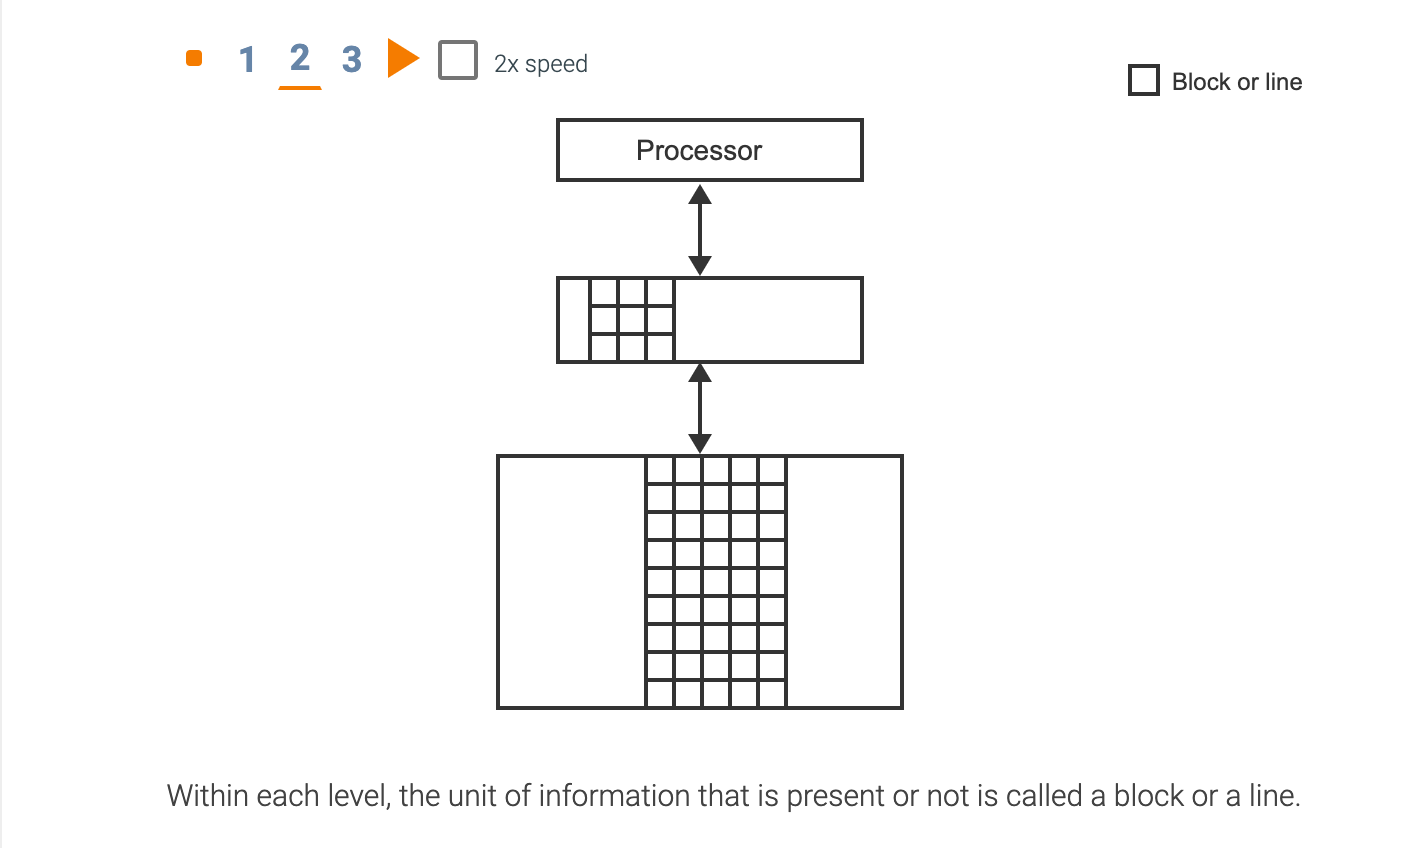 1 2 3 2x speed
Block or line
Processor
Within each level, the unit of information that is present or not is called a block or a line.